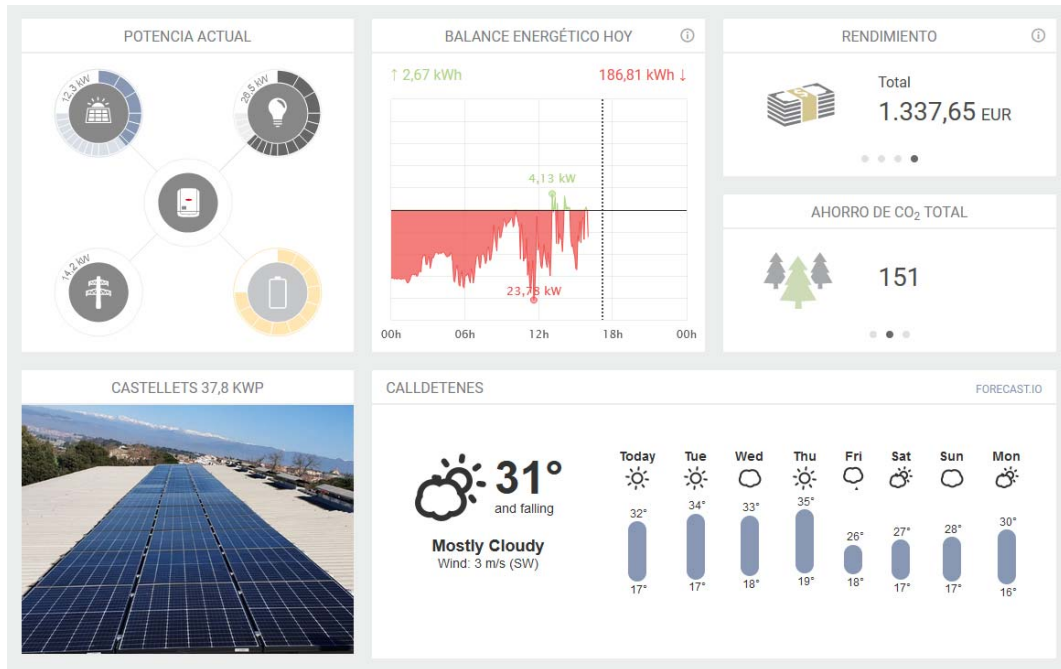 POTENCIA ACTUAL
12,3 kW
26,5 kW
14,2 kW
BALANCE ENERGÉTICO HOY
↑ 2,67 kWh 186,81 kWh ↓
4,13 kW
23,78 kW
00h 06h 12h 18h 00h
RENDIMIENTO
Total
1.337,65 EUR
AHORRO DE CO₂ TOTAL
151
CASTELLETS 37,8 KWP
CALLDETENES FORECAST.IO
31°
and falling
Mostly Cloudy
Wind: 3 m/s (SW)
Today Tue Wed Thu Fri Sat Sun Mon
32° 34° 33° 35° 26° 27° 28° 30°
17° 17° 18° 19° 18° 17° 17° 16°